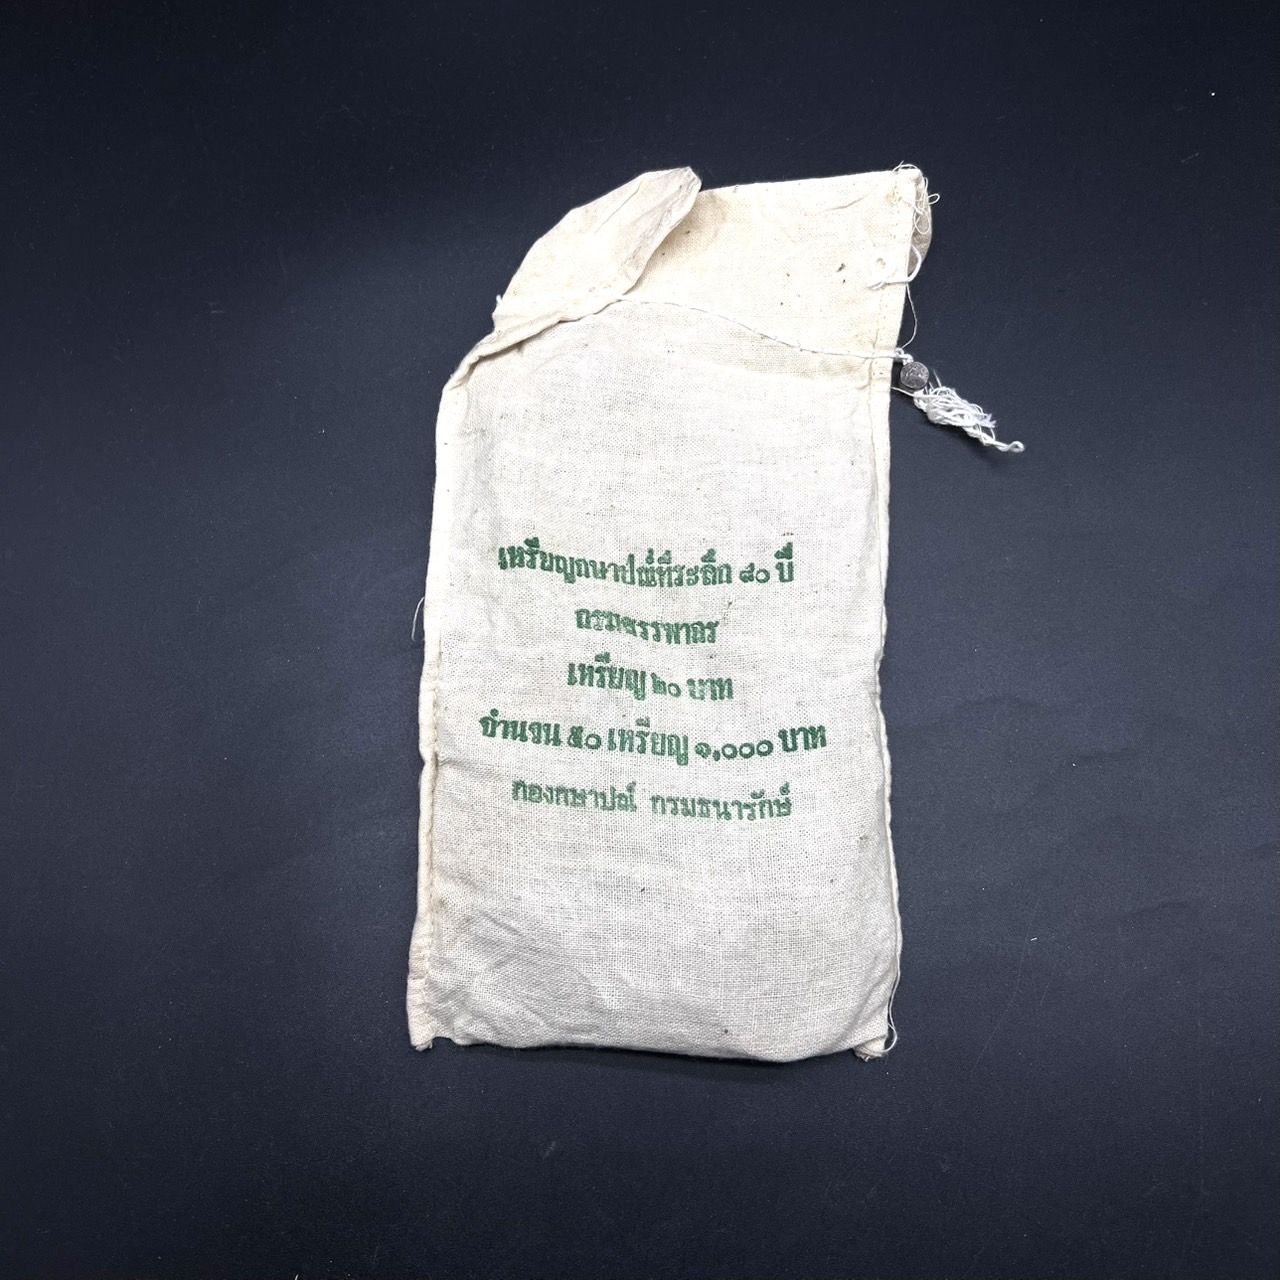 เหรียญกษาปณ์ที่ระลึก ๘๐ ปี
กรมสรรพากร
เหรียญ ๒๐ บาท
จำนวน ๕๐ เหรียญ ๑,๐๐๐ บาท
กองกษาปณ์ กรมธนารักษ์